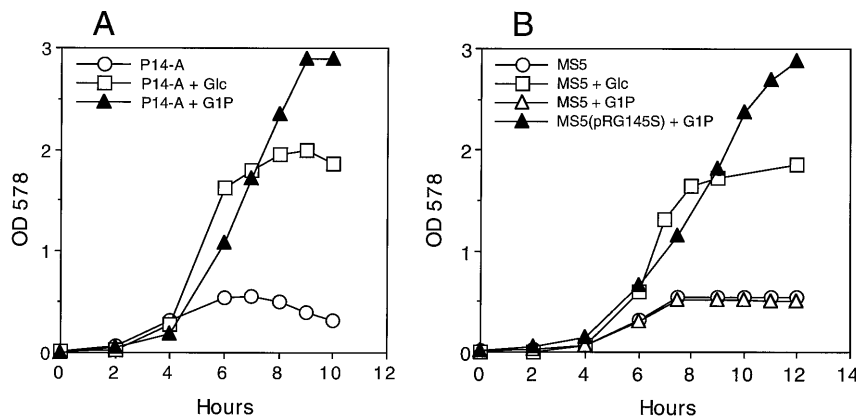 A
P14-A
P14-A + Glc
P14-A + G1P
OD 578
3
2
1
0
0 2 4 6 8 10 12
Hours
B
MS5
MS5 + Glc
MS5 + G1P
MS5(pRG145S) + G1P
OD 578
3
2
1
0
0 2 4 6 8 10 12 14
Hours